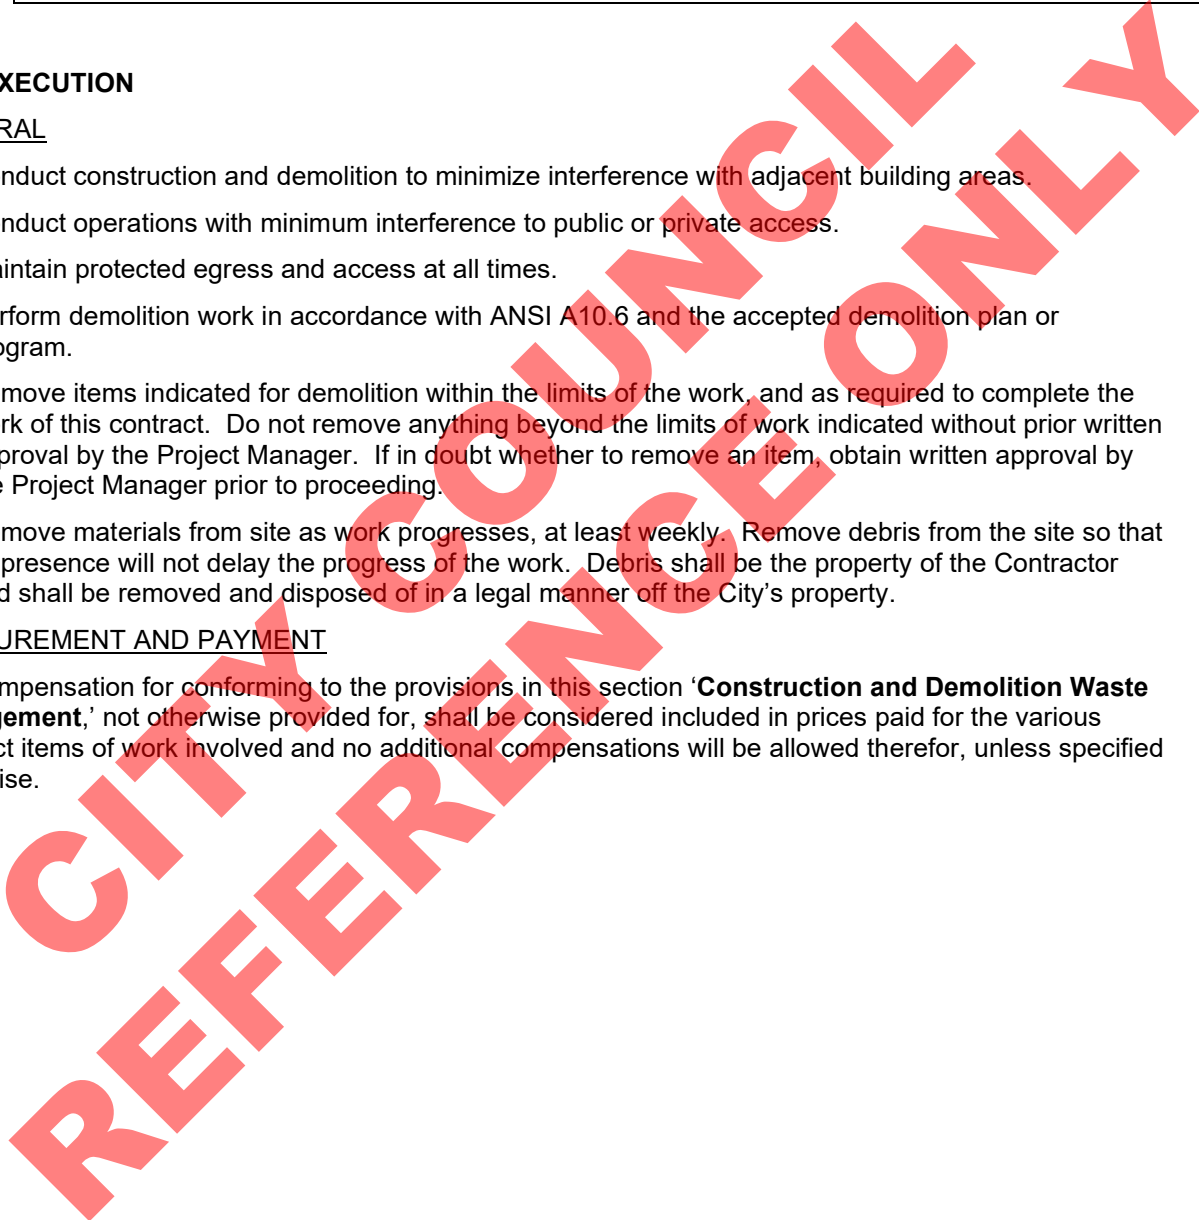 XECUTION
RAL
nduct construction and demolition to minimize interference with adjacent building areas.
nduct operations with minimum interference to public or private access.
aintain protected egress and access at all times.
rform demolition work in accordance with ANSI A10.6 and the accepted demolition plan or
ogram.
move items indicated for demolition within the limits of the work, and as required to complete the
rk of this contract.  Do not remove anything beyond the limits of work indicated without prior written
proval by the Project Manager.  If in doubt whether to remove an item, obtain written approval by
e Project Manager prior to proceeding.
move materials from site as work progresses, at least weekly.  Remove debris from the site so that
presence will not delay the progress of the work.  Debris shall be the property of the Contractor
d shall be removed and disposed of in a legal manner off the City’s property.
UREMENT AND PAYMENT
mpensation for conforming to the provisions in this section ‘Construction and Demolition Waste
gement,’ not otherwise provided for, shall be considered included in prices paid for the various
ct items of work involved and no additional compensations will be allowed therefor, unless specified
ise.
CITY COUNCIL
REFERENCE ONLY